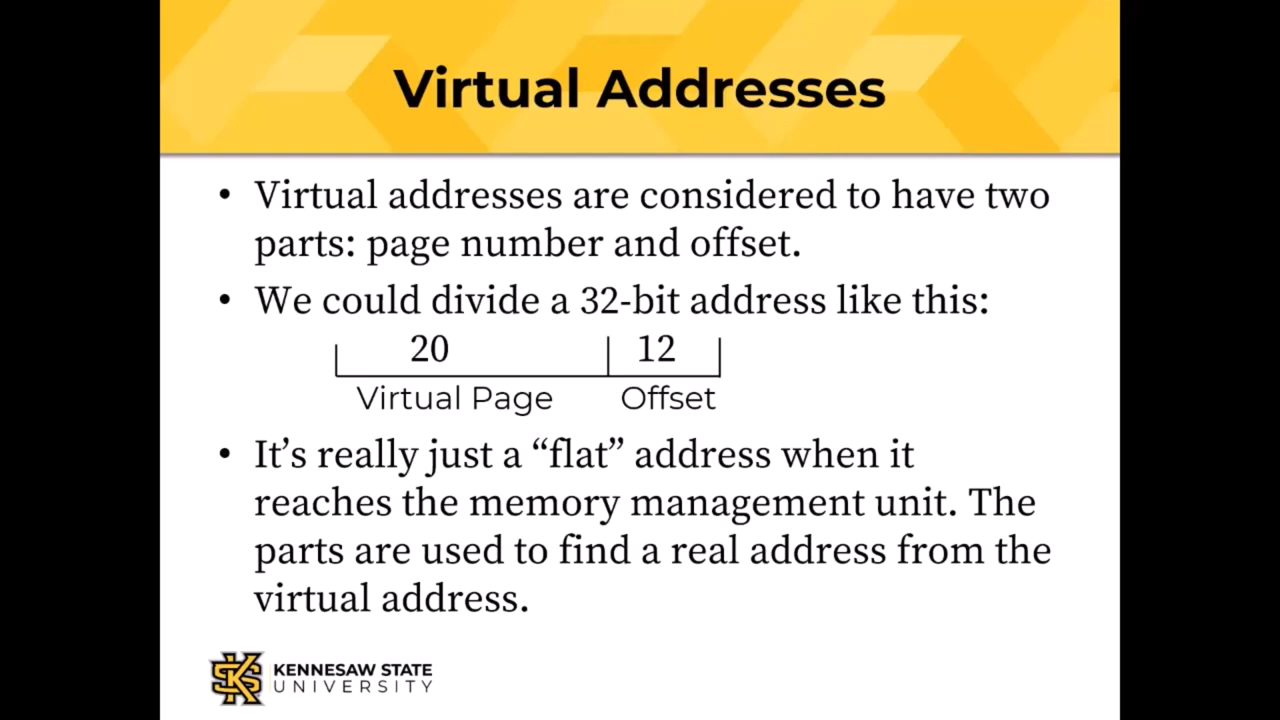 Virtual Addresses
• Virtual addresses are considered to have two
parts: page number and offset.
• We could divide a 32-bit address like this:
20 12
Virtual Page Offset
• It’s really just a “flat” address when it
reaches the memory management unit. The
parts are used to find a real address from the
virtual address.
KENNESAW STATE
UNIVERSITY